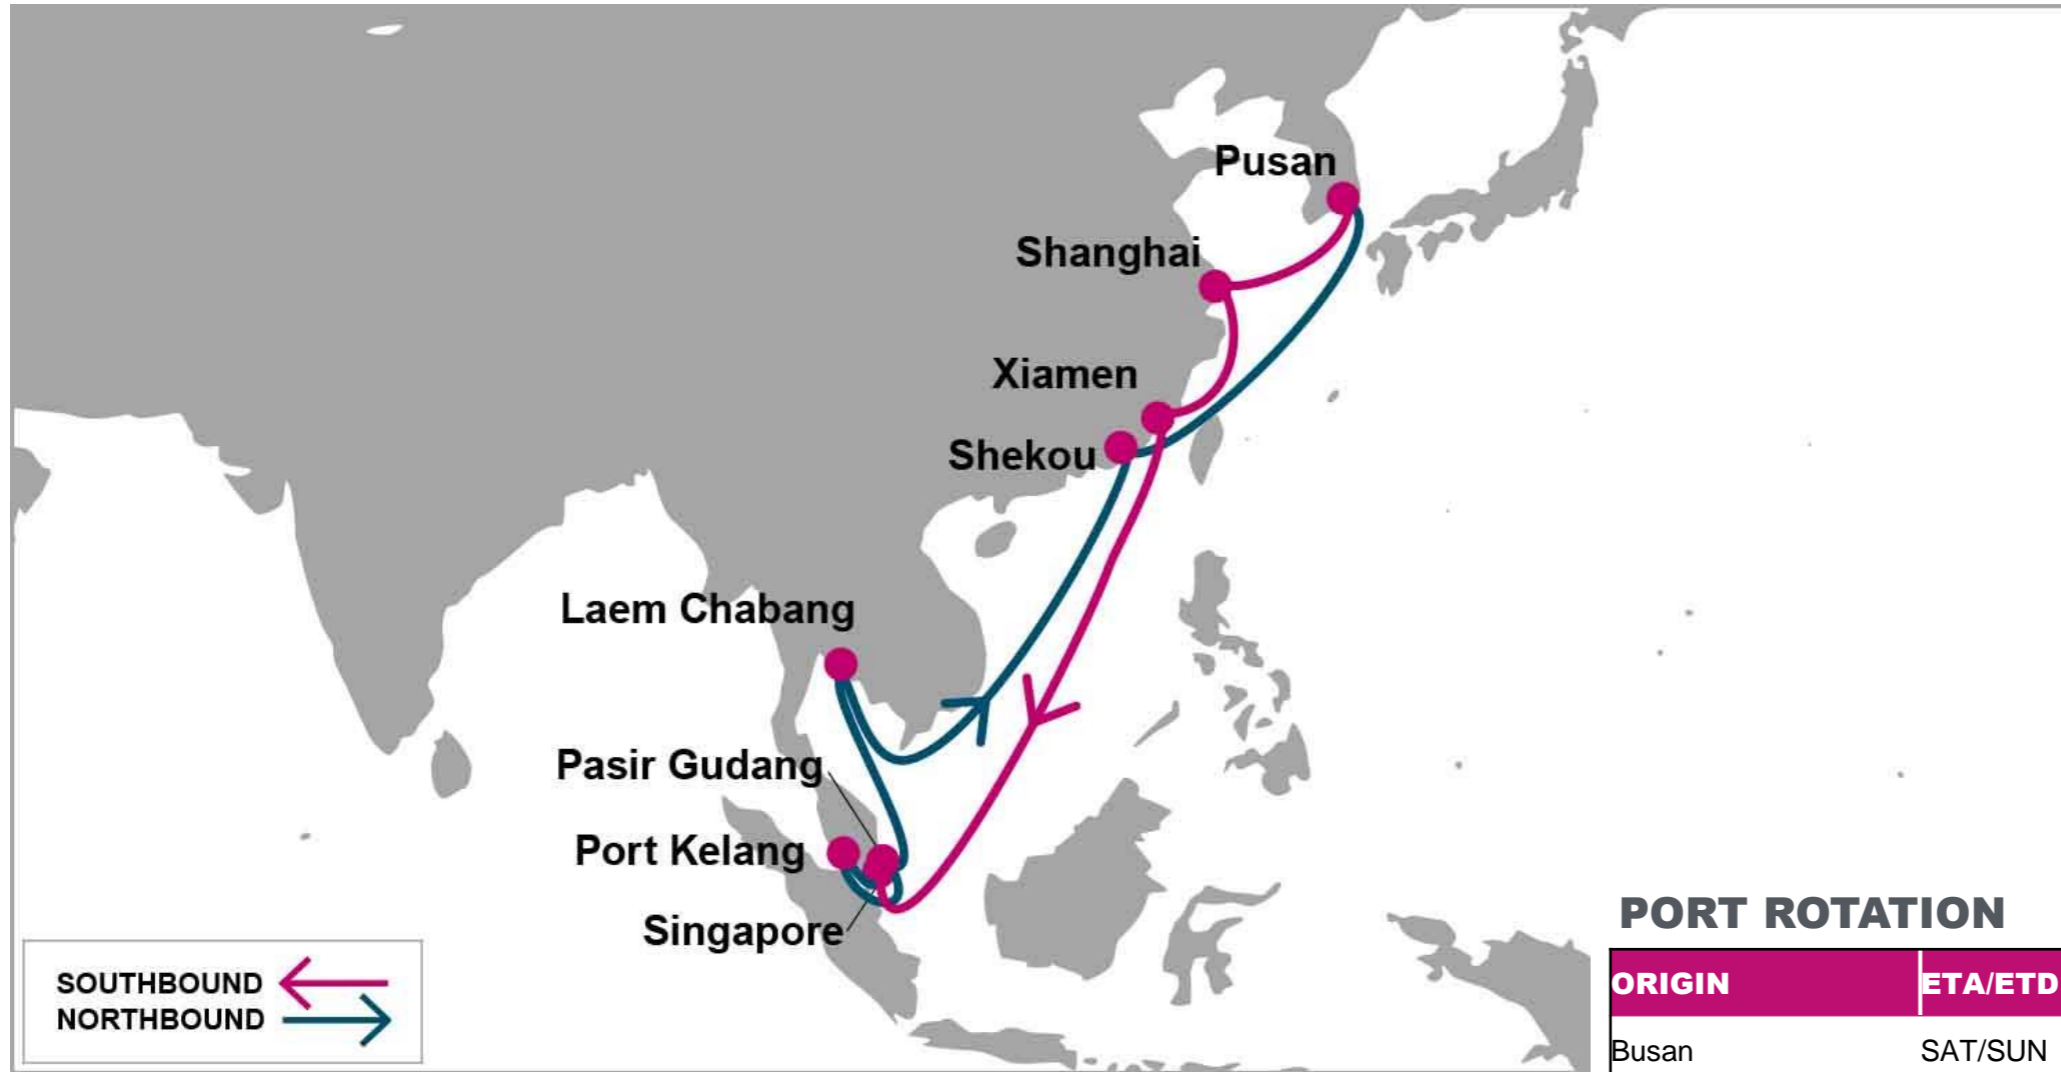 Pusan
Shanghai
Xiamen
Shekou
Laem Chabang
Pasir Gudang
Port Kelang
Singapore
SOUTHBOUND
NORTHBOUND
PORT ROTATION
ORIGIN ETA/ETD
Busan SAT/SUN